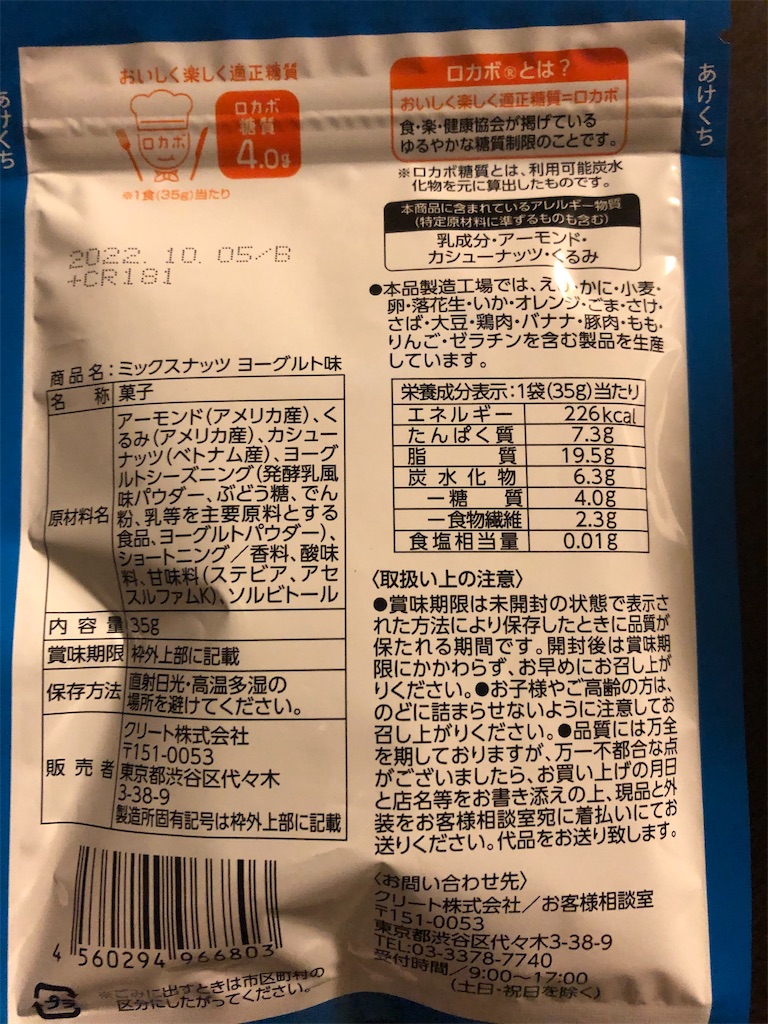 あけくち
あけくち
おいしく楽しく適正糖質
ロカボ
ロカボ
糖質
4.0g
※1食(35g)当たり
ロカボ®とは?
おいしく楽しく適正糖質=ロカボ
食・楽・健康協会が掲げている
ゆるやかな糖質制限のことです。
※ロカボ糖質とは、利用可能炭水
化物を元に算出したものです。
本商品に含まれているアレルギー物質
(特定原材料に準ずるものも含む)
乳成分・アーモンド・
カシューナッツ・くるみ
●本品製造工場では、えび・かに・小麦・
卵・落花生・いか・オレンジ・ごま・さけ・
さば・大豆・鶏肉・バナナ・豚肉・もも・
りんご・ゼラチンを含む製品を生産
しています。
2022. 10. 05/B
+CR181
商品名:ミックスナッツ ヨーグルト味
名 称 菓子
原材料名
アーモンド(アメリカ産)、く
るみ(アメリカ産)、カシュー
ナッツ(ベトナム産)、ヨーグ
ルトシーズニング(発酵乳風
味パウダー、ぶどう糖、でん
粉、乳等を主要原料とする
食品、ヨーグルトパウダー)、
ショートニング/香料、酸味
料、甘味料(ステビア、アセ
スルファムK)、ソルビトール
内容量 35g
賞味期限 枠外上部に記載
保存方法 直射日光・高温多湿の
場所を避けてください。
販売者
クリート株式会社
〒151-0053
東京都渋谷区代々木
3-38-9
製造所固有記号は枠外上部に記載
4 560294 966803
※ごみに出すときは市区町村の
区分にしたがってください。
栄養成分表示:1袋(35g)当たり
エネルギー 226kcal
たんぱく質 7.3g
脂 質 19.5g
炭水化物 6.3g
-糖 質 4.0g
-食物繊維 2.3g
食塩相当量 0.01g
〈取扱い上の注意〉
●賞味期限は未開封の状態で表示さ
れた方法により保存したときに品質が
保たれる期間です。開封後は賞味期
限にかかわらず、お早めにお召し上が
りください。●お子様やご高齢の方は、
のどに詰まらせないように注意してお
召し上がりください。●品質には万全
を期しておりますが、万一不都合な点
がございましたら、お買い上げの月日
と店名等をお書き添えの上、現品と外
装をお客様相談室宛に着払いにてお
送りください。代品をお送り致します。
〈お問い合わせ先〉
クリート株式会社/お客様相談室
〒151-0053
東京都渋谷区代々木3-38-9
TEL:03-3378-7740
受付時間/9:00~17:00
(土日・祝日を除く)